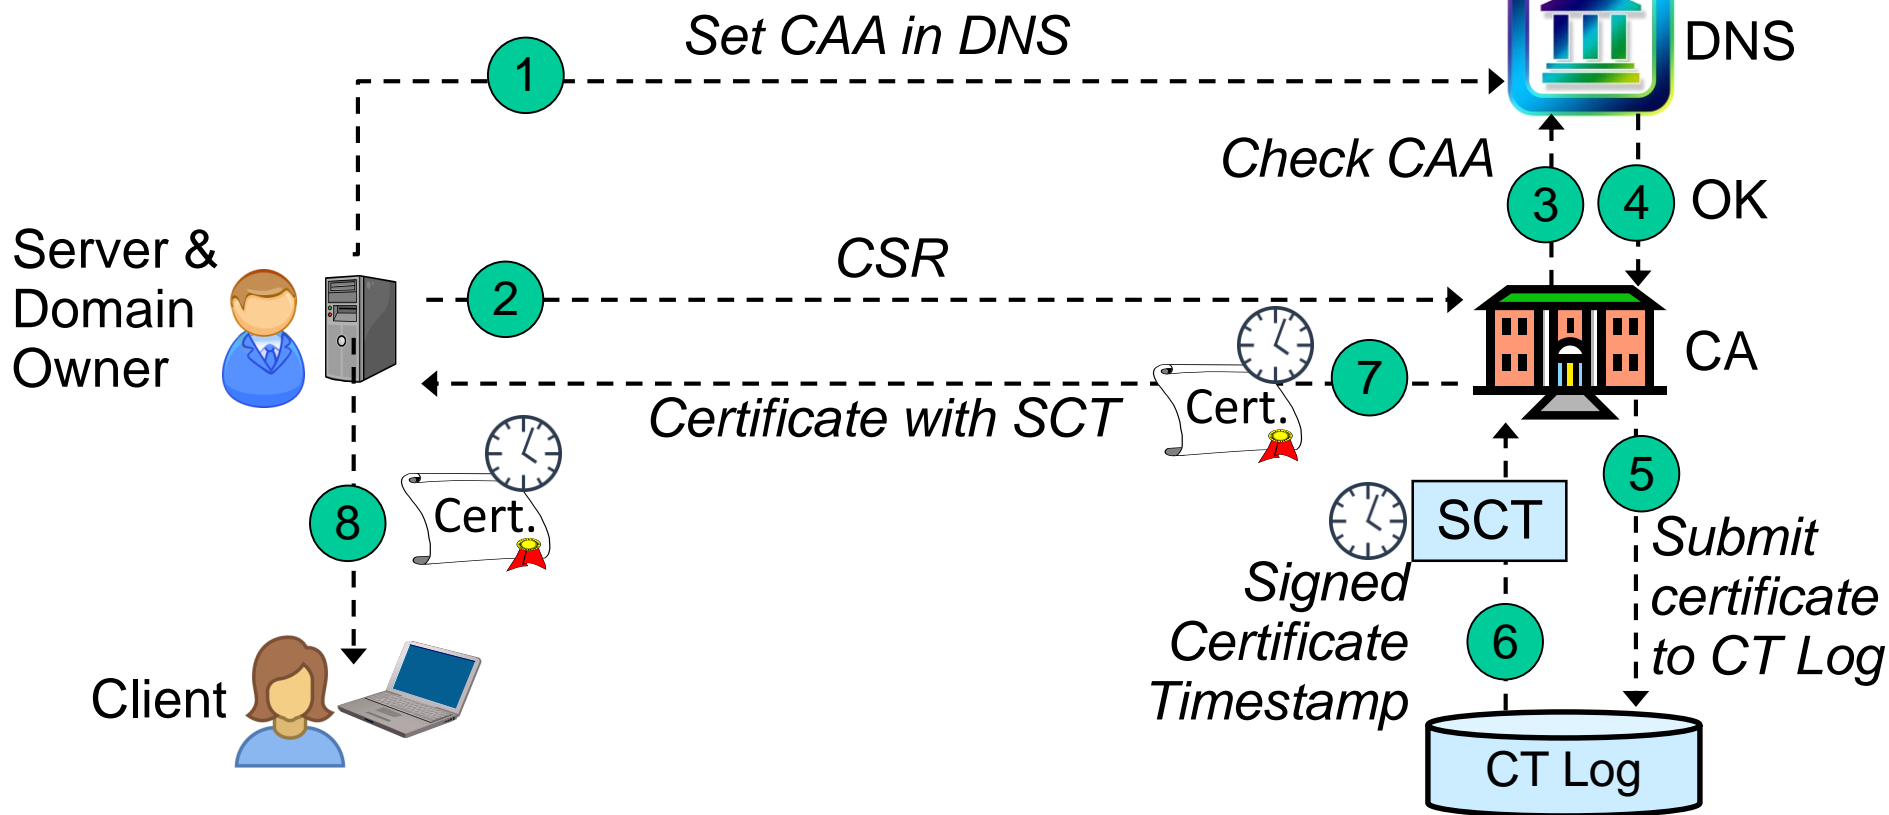 Set CAA in DNS
DNS
1
Check CAA
3
4
OK
Server &
Domain
Owner
CSR
2
CA
7
Cert.
Certificate with SCT
5
8
Cert.
SCT
Submit
certificate
to CT Log
Signed
Certificate
Timestamp
6
Client
CT Log